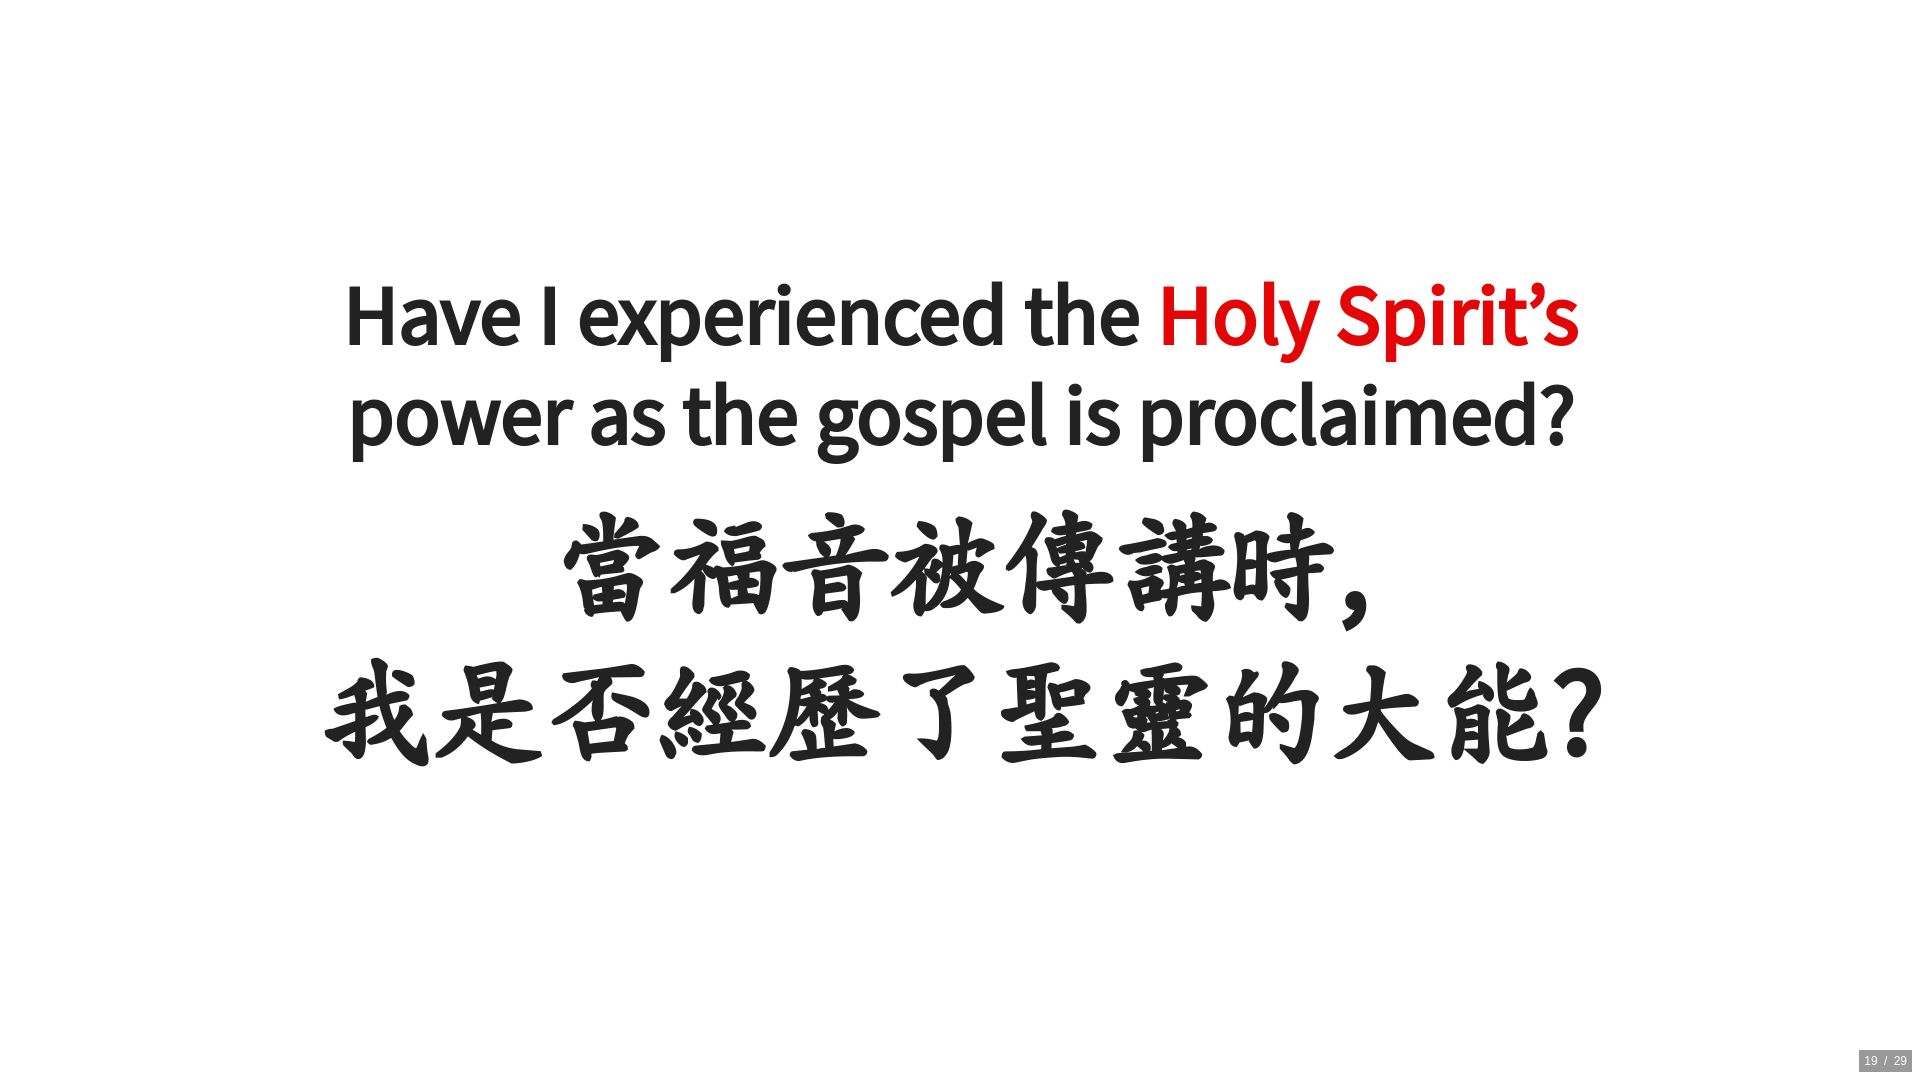 Have I experienced the Holy Spirit’s
power as the gospel is proclaimed?
當福音被傳講時,
我是否經歷了聖靈的大能?
19 / 29